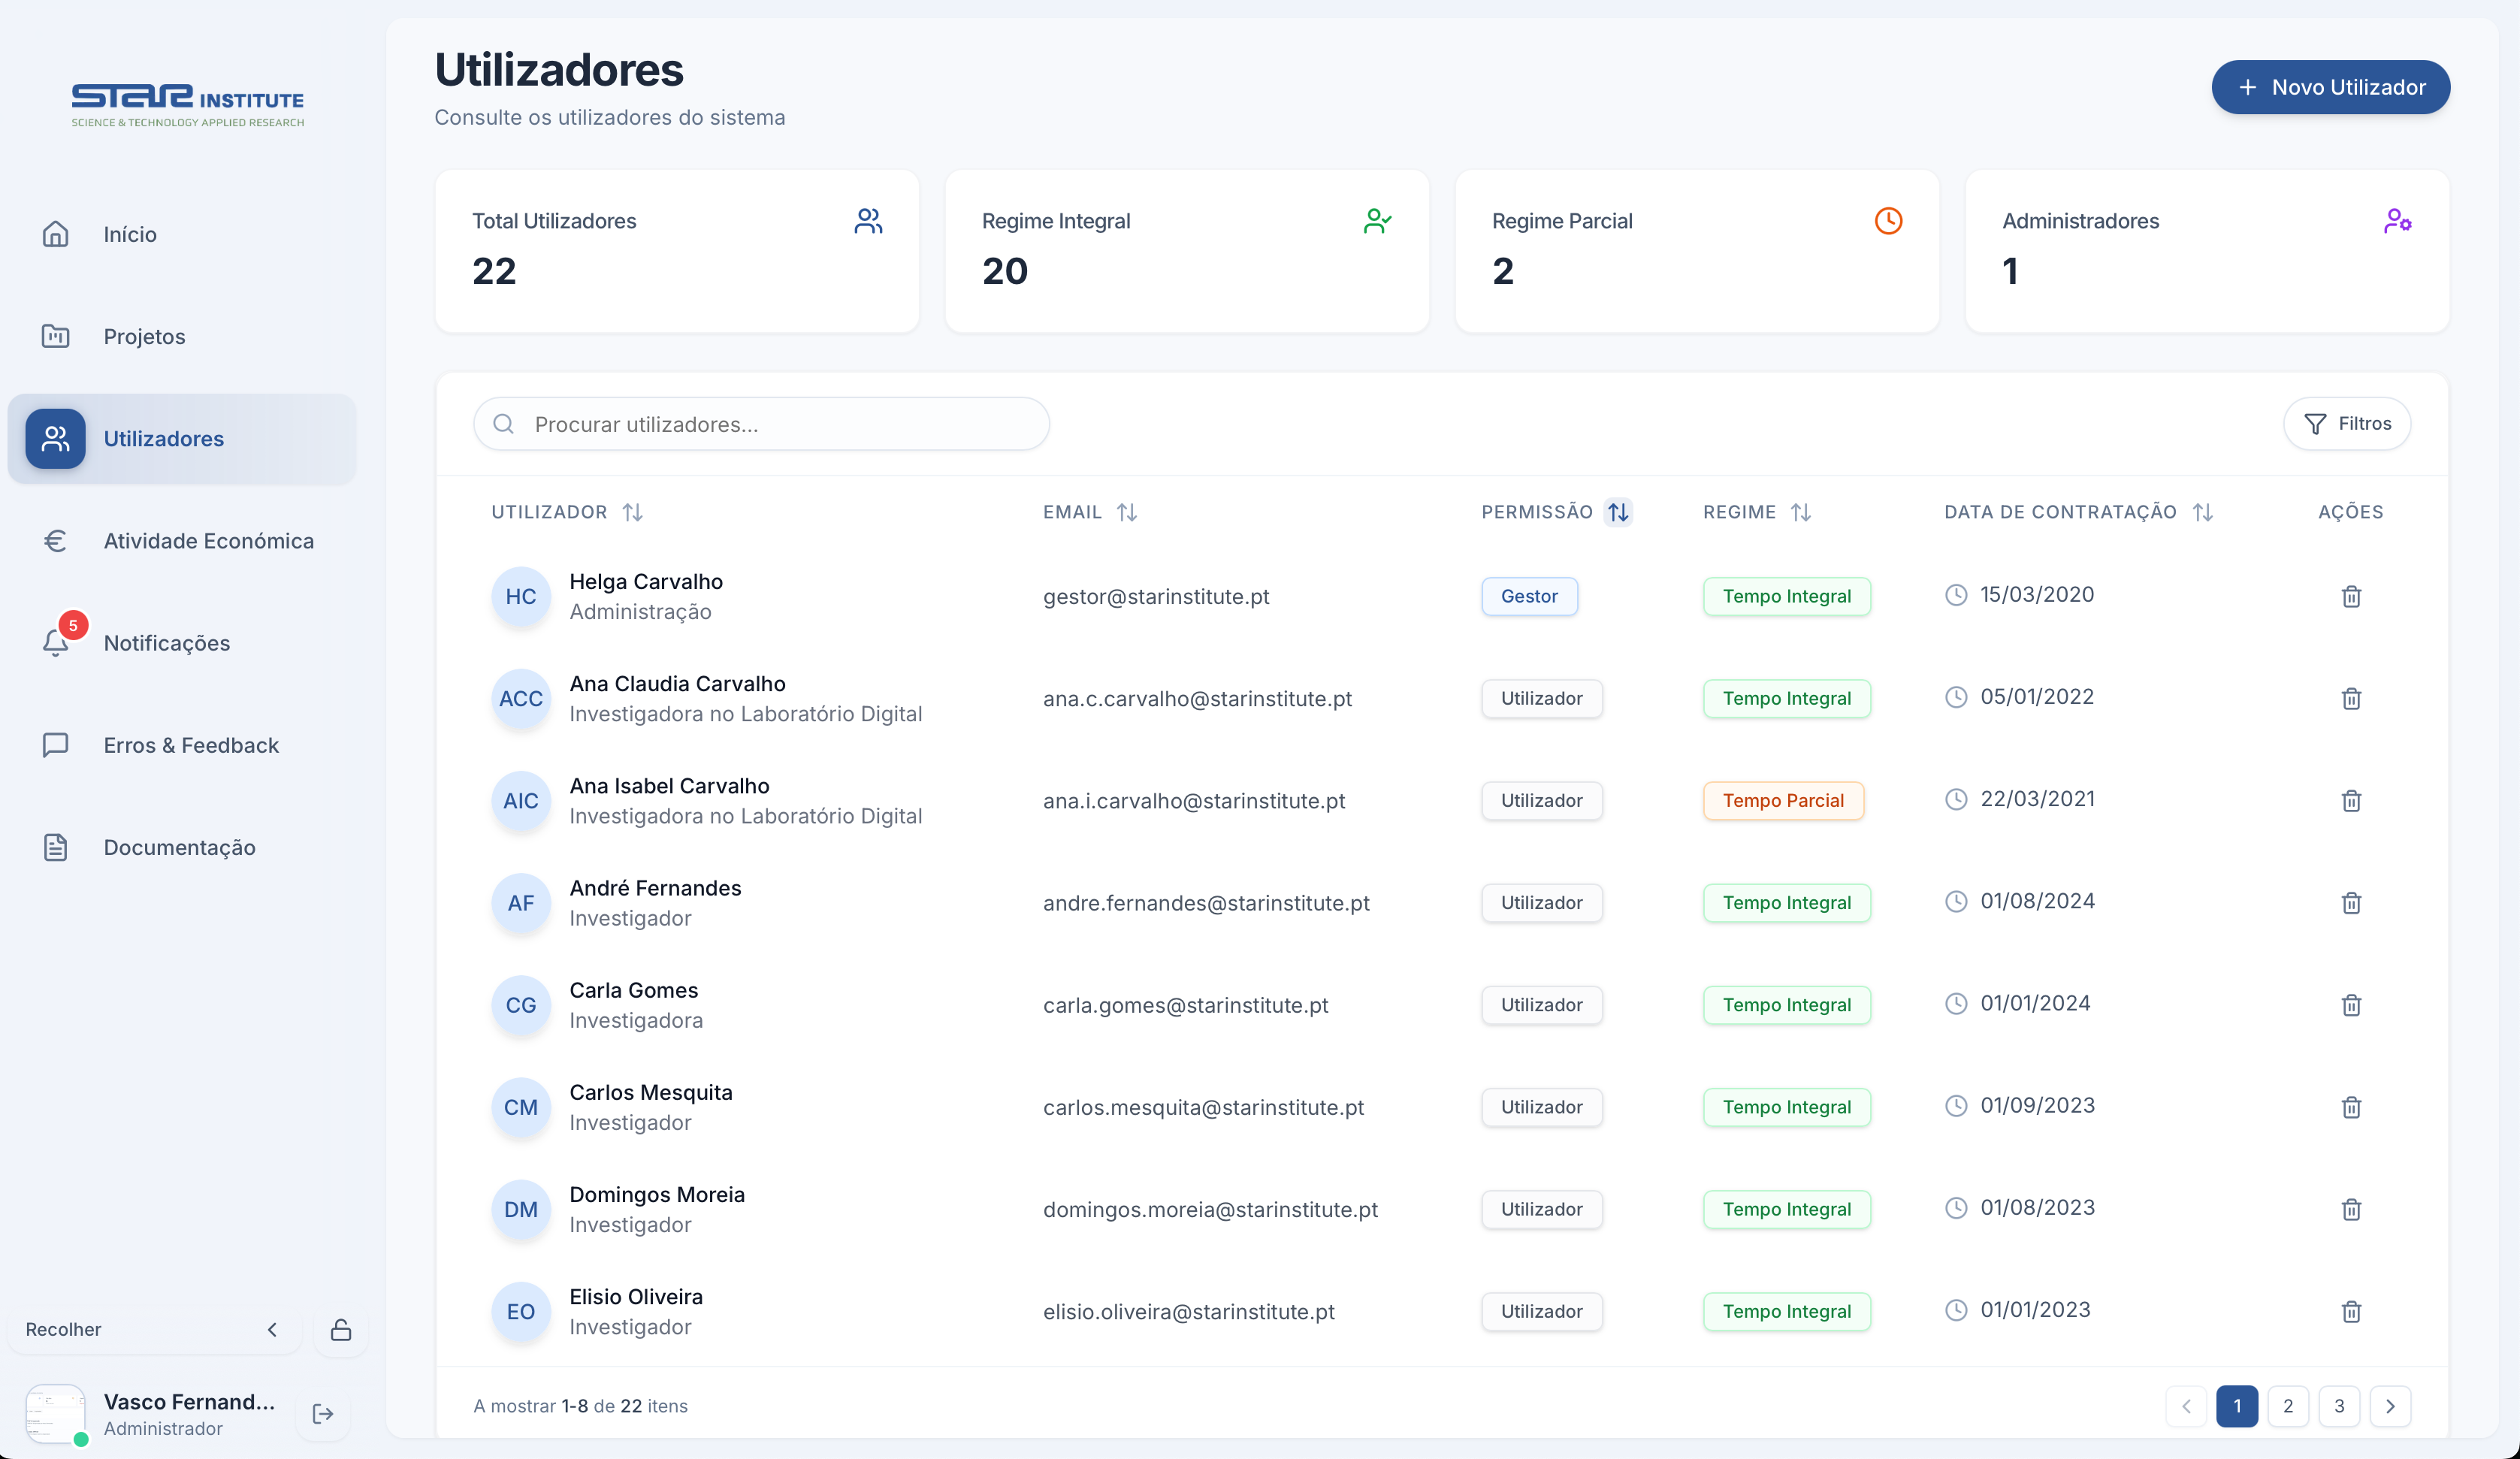 STAR INSTITUTE
SCIENCE & TECHNOLOGY APPLIED RESEARCH
Início
Projetos
Utilizadores
Atividade Económica
5
Notificações
Erros & Feedback
Documentação
Recolher
Vasco Fernand...
Administrador
Utilizadores
Consulte os utilizadores do sistema
Novo Utilizador
Total Utilizadores
22
Regime Integral
20
Regime Parcial
2
Administradores
1
Procurar utilizadores...
Filtros
UTILIZADOR EMAIL PERMISSÃO REGIME DATA DE CONTRATAÇÃO AÇÕES
HC Helga Carvalho
Administração
gestor@starinstitute.pt Gestor Tempo Integral 15/03/2020
ACC Ana Claudia Carvalho
Investigadora no Laboratório Digital
ana.c.carvalho@starinstitute.pt Utilizador Tempo Integral 05/01/2022
AIC Ana Isabel Carvalho
Investigadora no Laboratório Digital
ana.i.carvalho@starinstitute.pt Utilizador Tempo Parcial 22/03/2021
AF André Fernandes
Investigador
andre.fernandes@starinstitute.pt Utilizador Tempo Integral 01/08/2024
CG Carla Gomes
Investigadora
carla.gomes@starinstitute.pt Utilizador Tempo Integral 01/01/2024
CM Carlos Mesquita
Investigador
carlos.mesquita@starinstitute.pt Utilizador Tempo Integral 01/09/2023
DM Domingos Moreia
Investigador
domingos.moreia@starinstitute.pt Utilizador Tempo Integral 01/08/2023
EO Elisio Oliveira
Investigador
elisio.oliveira@starinstitute.pt Utilizador Tempo Integral 01/01/2023
A mostrar 1-8 de 22 itens
1 2 3